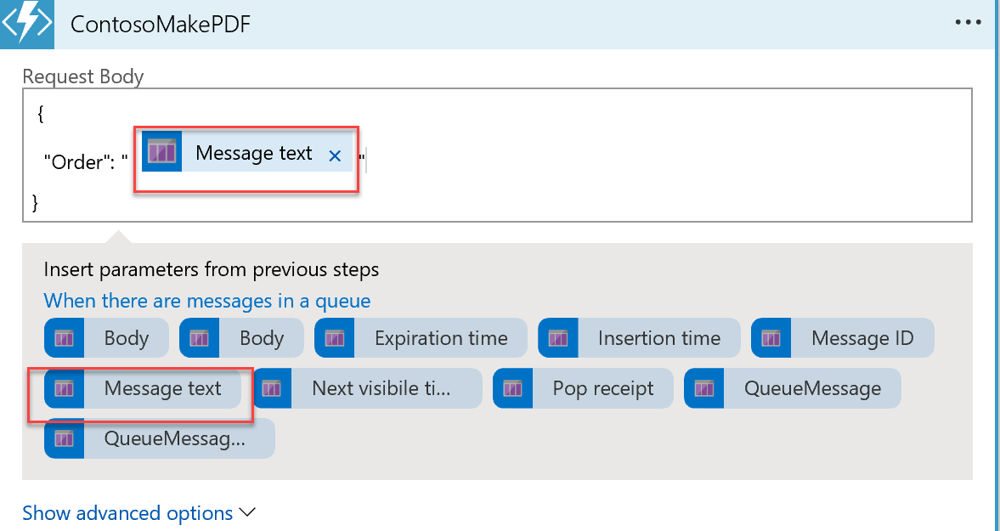 ContosoMakePDF
Request Body
{
"Order": " Message text × "
}
Insert parameters from previous steps
When there are messages in a queue
Body Body Expiration time Insertion time Message ID
Message text Next visibile ti... Pop receipt QueueMessage
QueueMessag...
Show advanced options